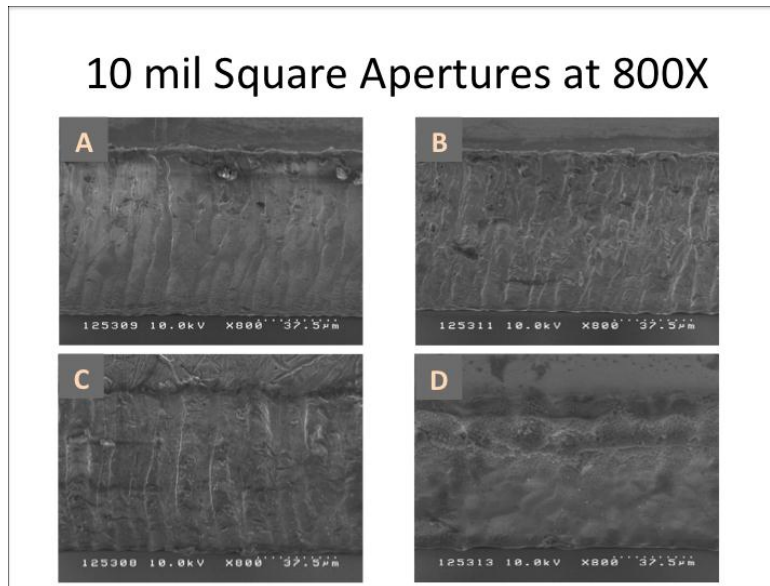 10 mil Square Apertures at 800X
A
B
125309 10.0kV X800 37.5µm
125311 10.0kV X800 37.5µm
C
D
125308 10.0kV X800 37.5µm
125313 10.0kV X800 37.5µm